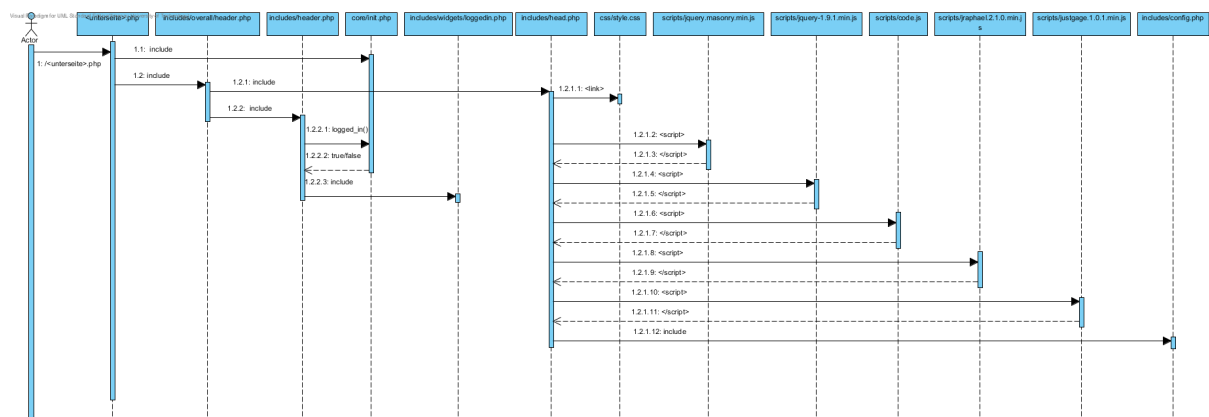 <unterseite>.php
includes/overall/header.php
includes/header.php
core/init.php
includes/widgets/loggedin.php
includes/head.php
css/style.css
scripts/jquery.masonry.min.js
scripts/jquery-1.9.1.min.js
scripts/code.js
scripts/jraphael.2.1.0.min.j
s
scripts/justgage.1.0.1.min.js
includes/config.php
Actor
1: /<unterseite>.php
1.1: include
1.2: include
1.2.1: include
1.2.1.1: <link>
1.2.2: include
1.2.2.1: logged_in()
1.2.1.2: <script>
1.2.2.2: true/false
1.2.1.3: </script>
1.2.1.4: <script>
1.2.2.3: include
1.2.1.5: </script>
1.2.1.6: <script>
1.2.1.7: </script>
1.2.1.8: <script>
1.2.1.9: </script>
1.2.1.10: <script>
1.2.1.11: </script>
1.2.1.12: include